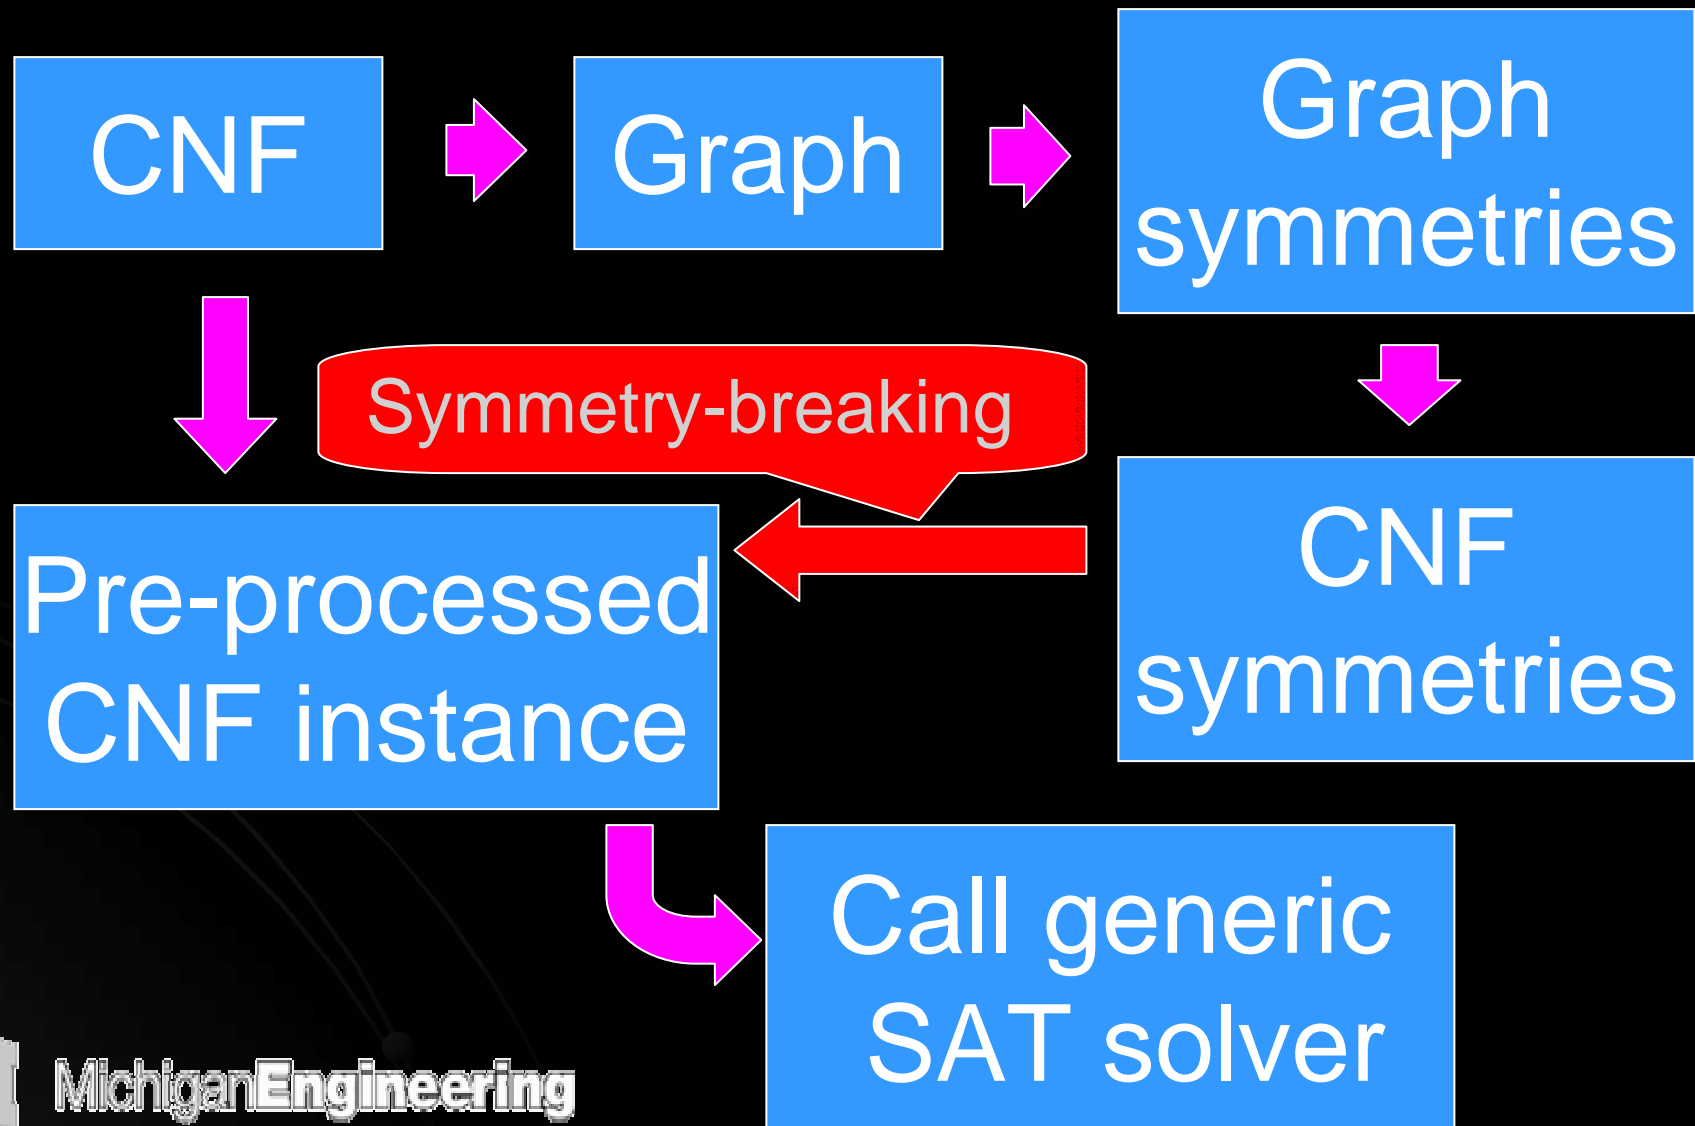 CNF
Graph
Graph
symmetries
Symmetry-breaking
Pre-processed
CNF instance
CNF
symmetries
Call generic
SAT solver
MichiganEngineering